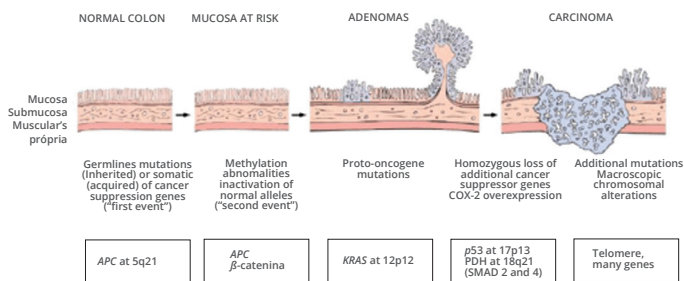 NORMAL COLON
MUCOSA AT RISK
ADENOMAS
CARCINOMA
Mucosa
Submucosa
Muscular's
própria
Germlines mutations
(Inherited) or somatic
(acquired) of cancer
suppression genes
("first event")
Methylation
abnomalities
inactivation of
normal alleles
("second event")
Proto-oncogene
mutations
Homozygous loss of
additional cancer
suppressor genes
COX-2 overexpression
Additional mutations
Macroscopic
chromosomal
alterations
APC at 5q21
APC
β-catenina
KRAS at 12p12
p53 at 17p13
PDH at 18q21
(SMAD 2 and 4)
Telomere,
many genes